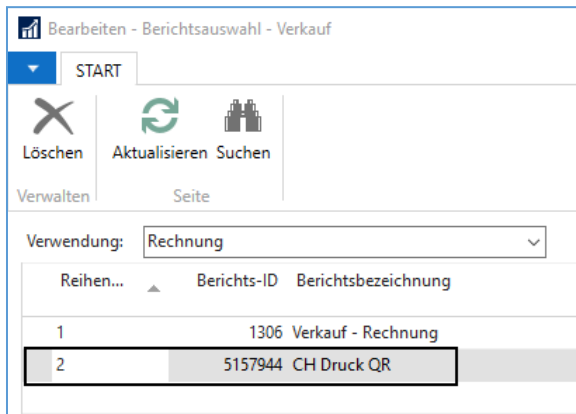 Bearbeiten - Berichtsauswahl - Verkauf
START
Löschen Aktualisieren Suchen
Verwalten Seite
Verwendung: Rechnung
Reihen... Berichts-ID Berichtsbezeichnung
1 1306 Verkauf - Rechnung
2 5157944 CH Druck QR